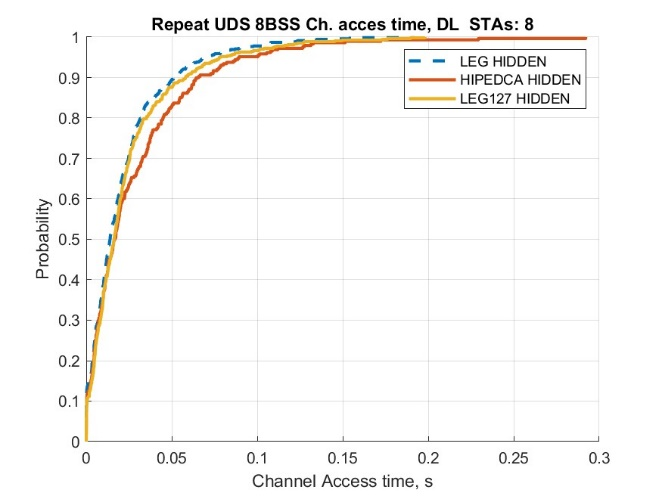 Repeat UDS 8BSS Ch. acces time, DL  STAs: 8
1
0.9
0.8
0.7
0.6
0.5
0.4
0.3
0.2
0.1
0
Probability
LEG HIDDEN
HIPEDCA HIDDEN
LEG127 HIDDEN
0 0.05 0.1 0.15 0.2 0.25 0.3
Channel Access time, s